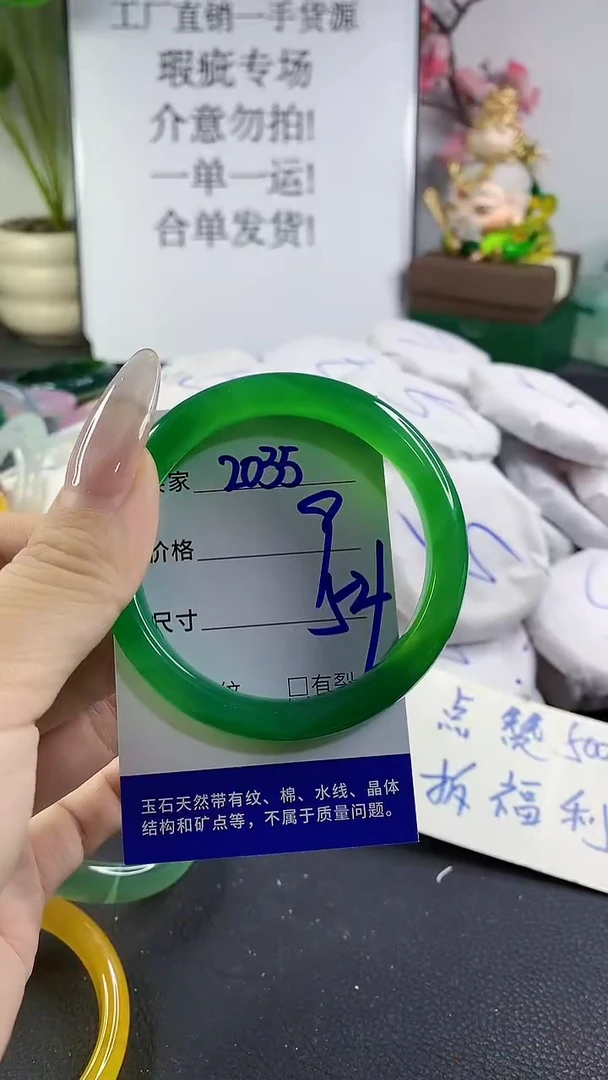 工厂直销一手货源
瑕疵专场
介意勿拍!
一单一运!
合单发货!
家 2035
价格
尺寸 54
纹 □有裂
玉石天然带有纹、棉、水线、晶体
结构和矿点等，不属于质量问题。
点赞500
拆福利